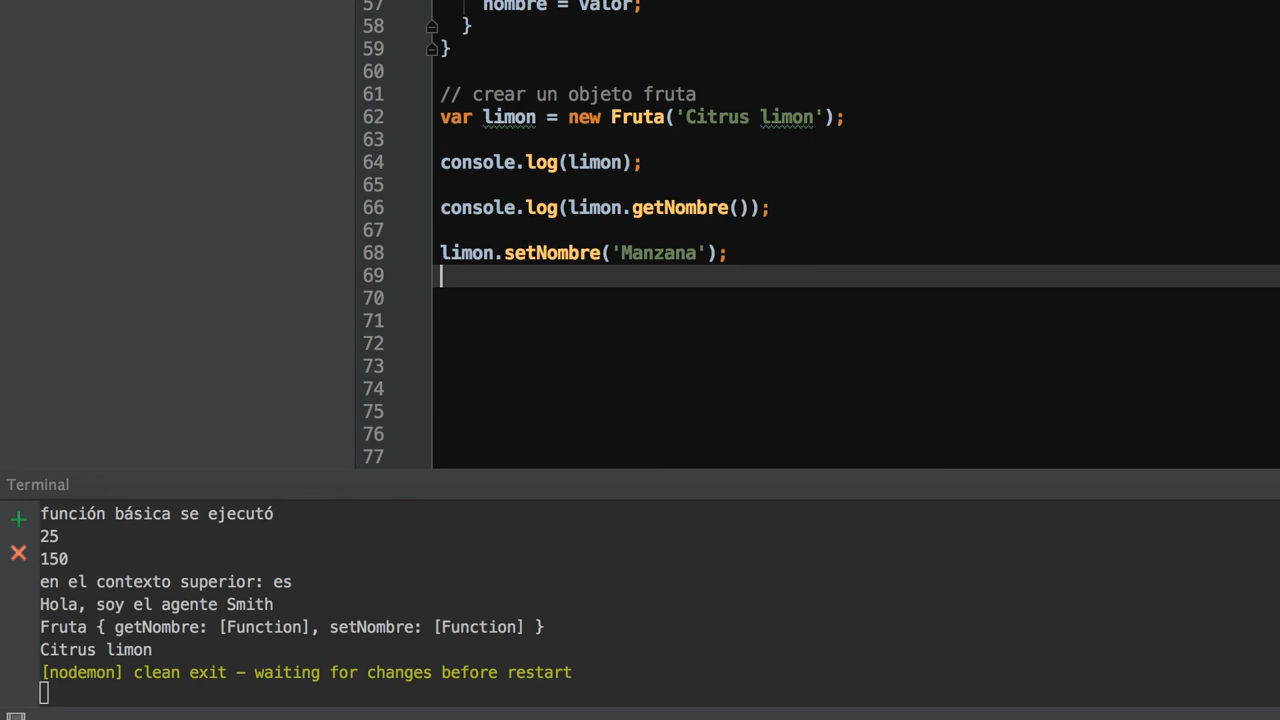 57 nombre = valor;
58 }
59 }
60
61 // crear un objeto fruta
62 var limon = new Fruta('Citrus limon');
63
64 console.log(limon);
65
66 console.log(limon.getNombre());
67
68 limon.setNombre('Manzana');
69
70
71
72
73
74
75
76
77
Terminal
función básica se ejecutó
25
150
en el contexto superior: es
Hola, soy el agente Smith
Fruta { getNombre: [Function], setNombre: [Function] }
Citrus limon
[nodemon] clean exit – waiting for changes before restart